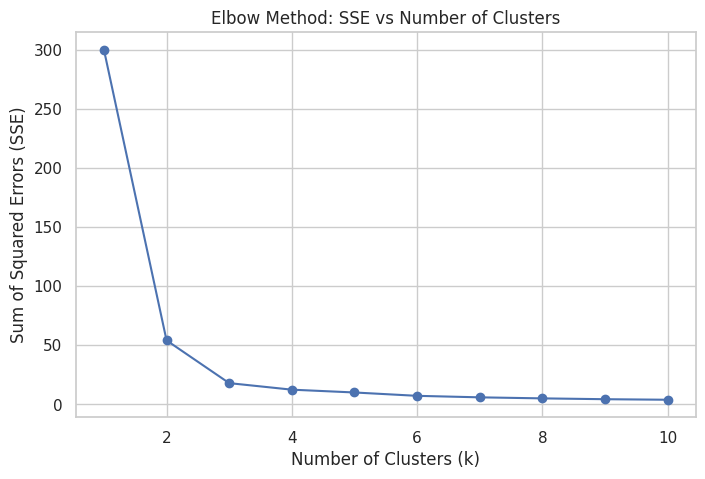 Elbow Method: SSE vs Number of Clusters
300
250
200
150
100
50
0
Sum of Squared Errors (SSE)
2 4 6 8 10
Number of Clusters (k)